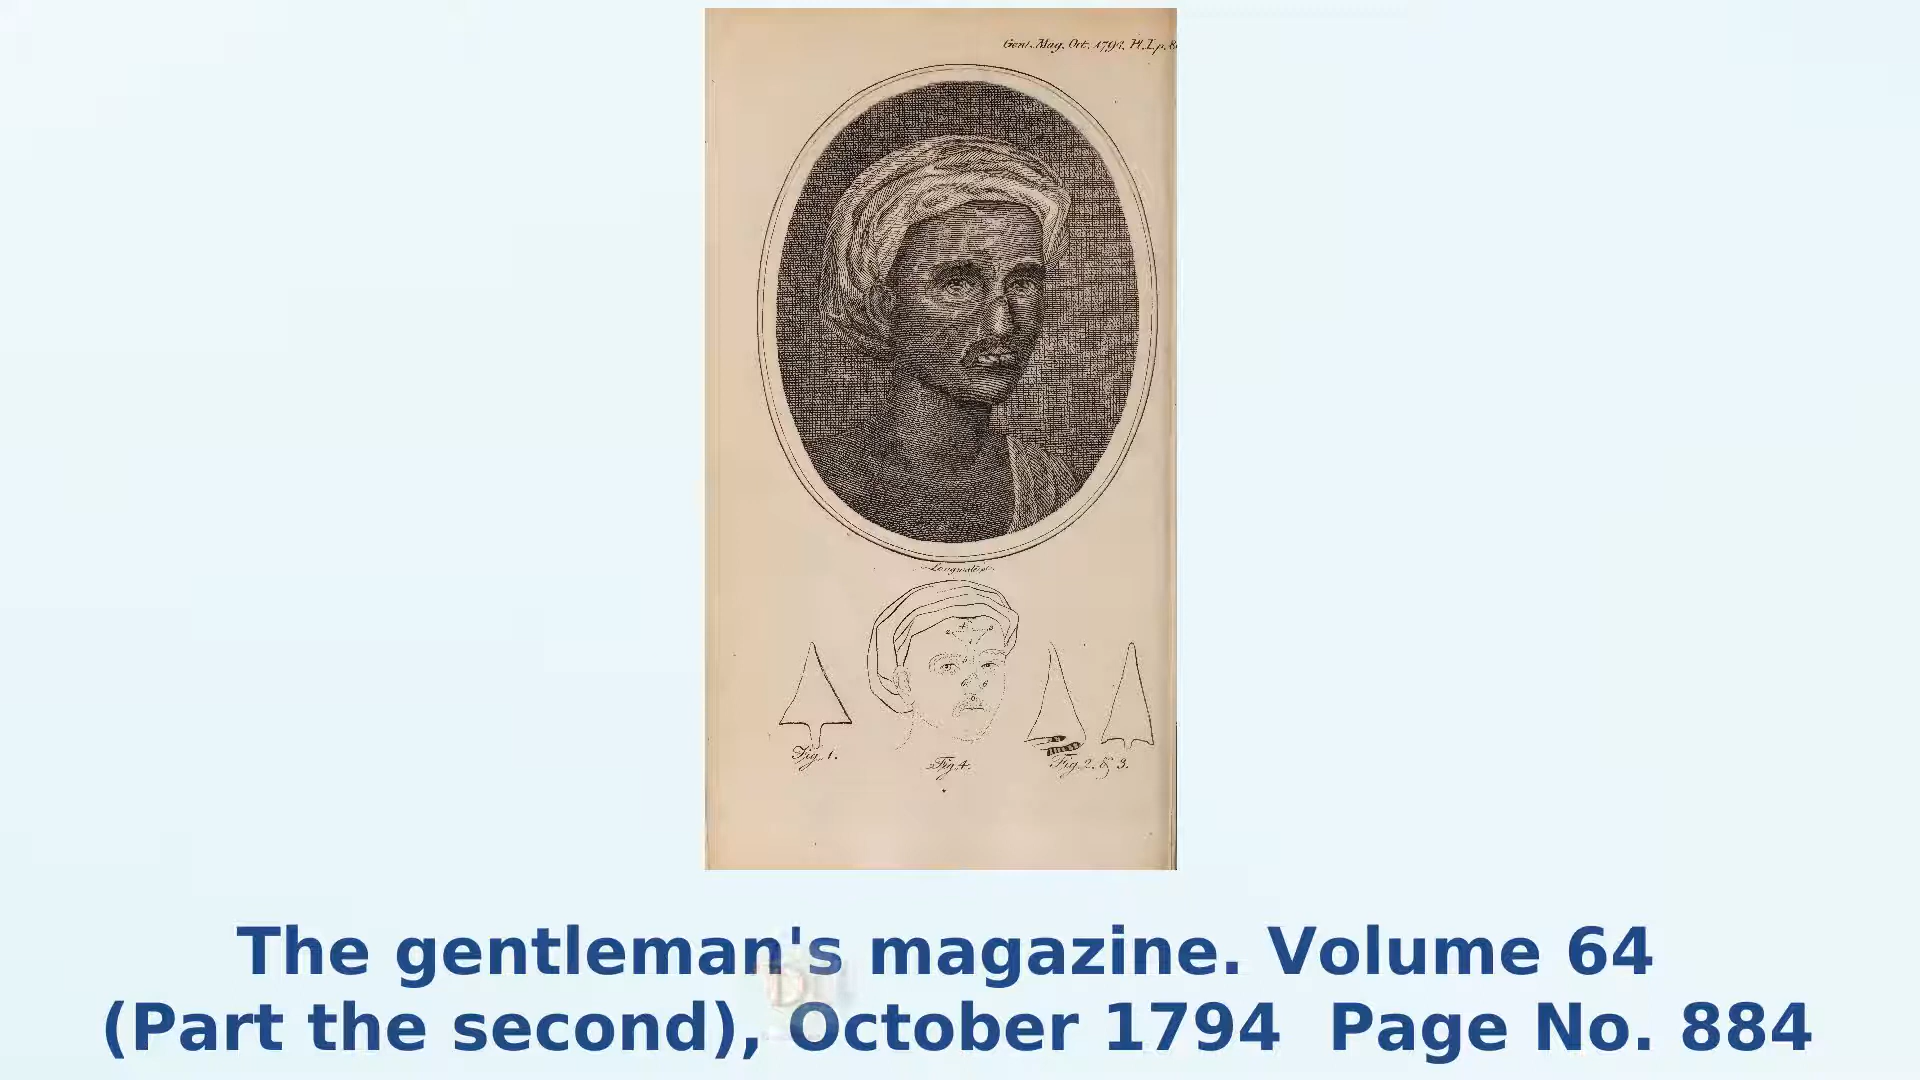 Gent. Mag. Oct. 1794. Pl. I. p.
Fig. 1.
Fig. 4.
Fig. 2. & 3.
The gentleman's magazine. Volume 64
(Part the second), October 1794 Page No. 884